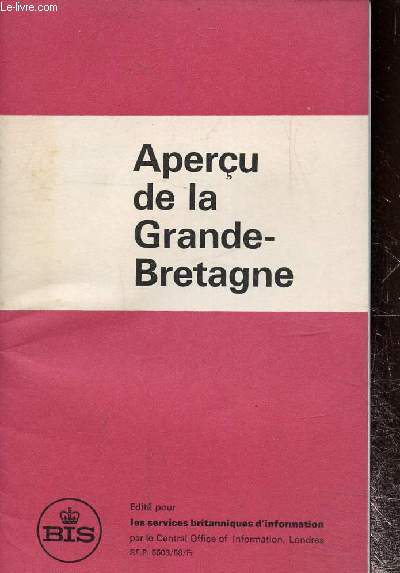 Le-livre.com
Aperçu
de la
Grande-
Bretagne
BIS
Edité pour
les services britanniques d'information
par le Central Office of Information, Londres